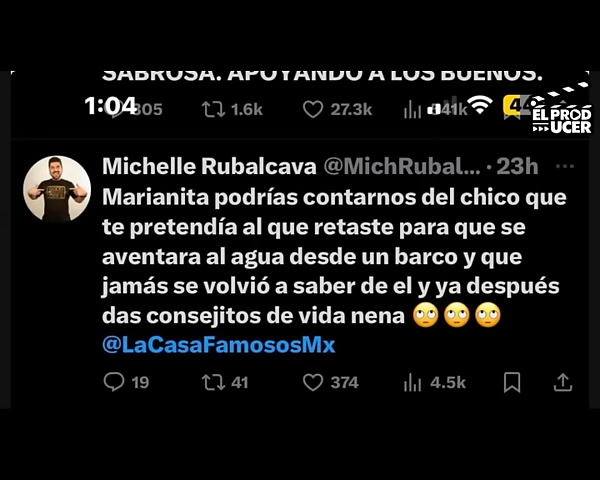 SABROSA. APOYANDO A LOS BUENOS.
1:04
805 1.6k 27.3k 441k
44
EL PROD
UCER
Michelle Rubalcava @MichRubal... · 23h
Marianita podrías contarnos del chico que
te pretendía al que retaste para que se
aventara al agua desde un barco y que
jamás se volvió a saber de el y ya después
das consejitos de vida nena 🙄🙄🙄
@LaCasaFamososMx
19 41 374 4.5k